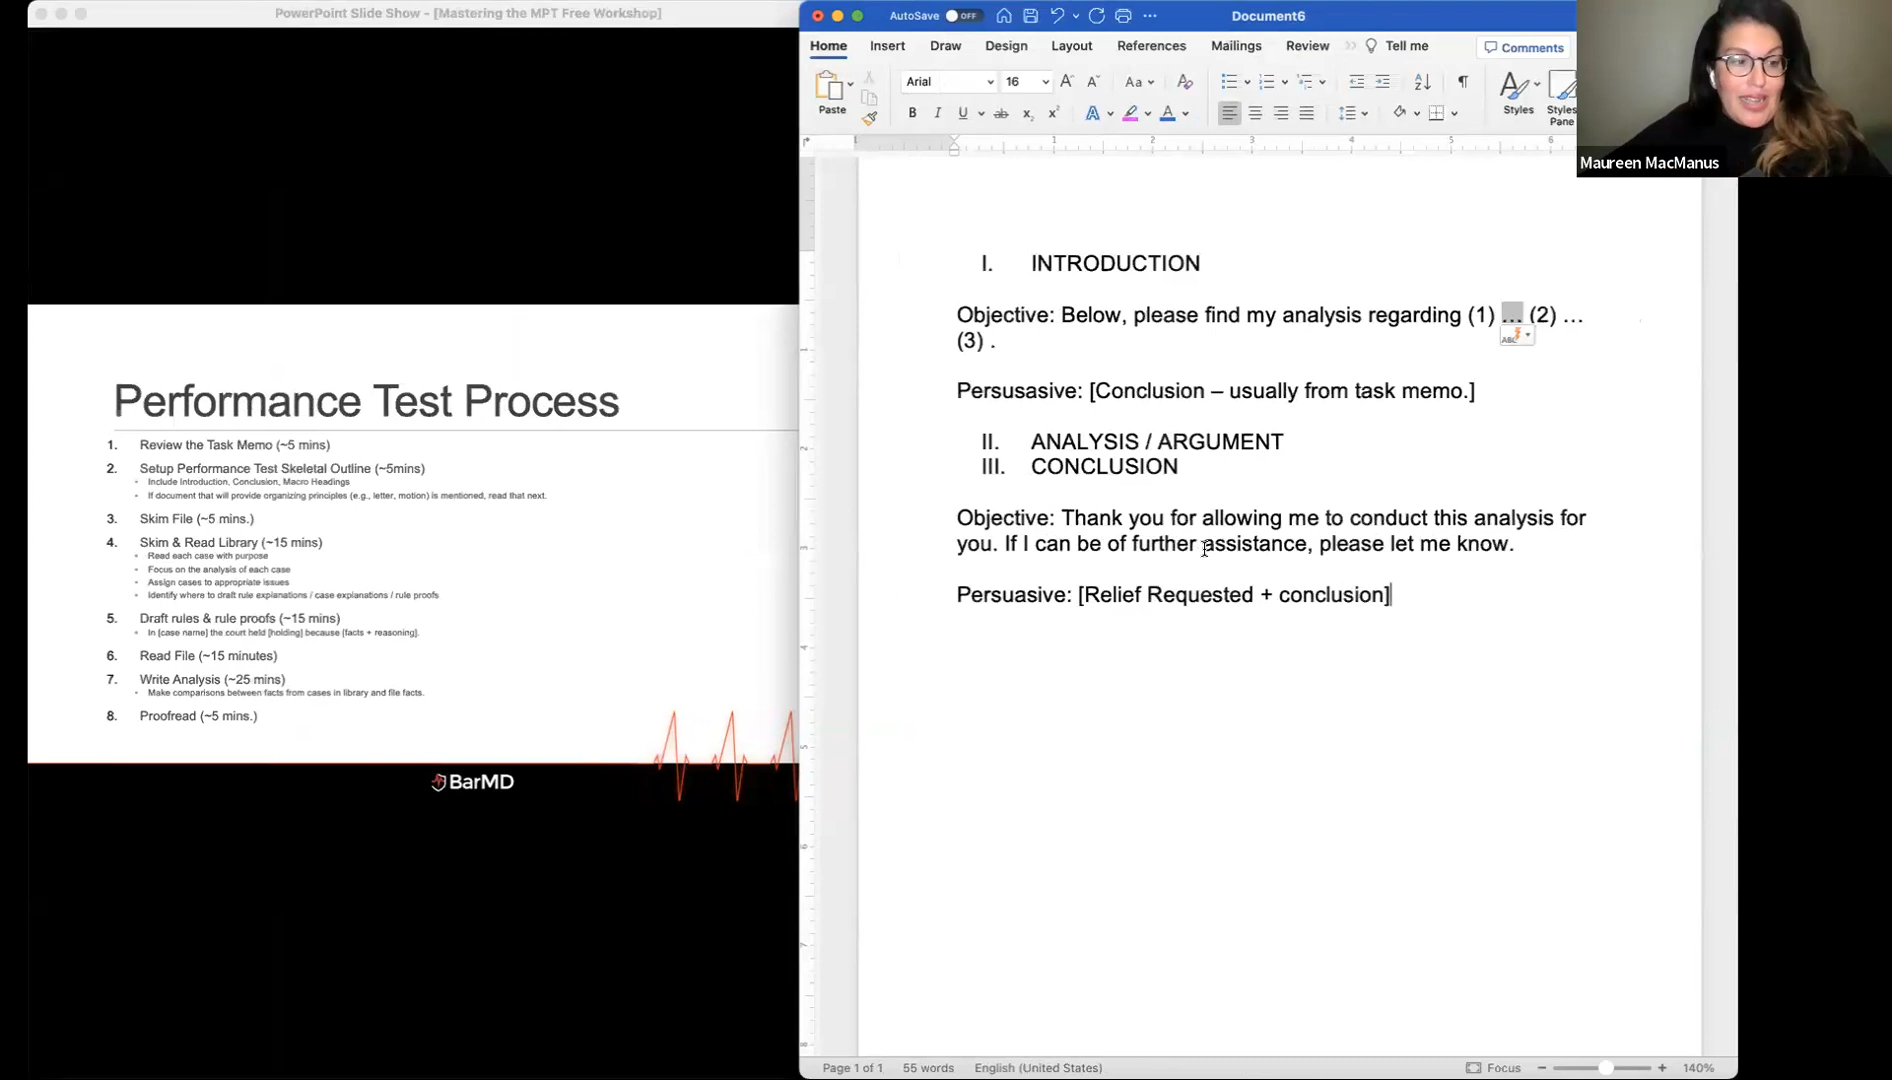 PowerPoint Slide Show - [Mastering the MPT Free Workshop]
Performance Test Process
1. Review the Task Memo (~5 mins)
2. Setup Performance Test Skeletal Outline (~5mins)
• Include Introduction, Conclusion, Macro Headings
• If document that will provide organizing principles (e.g., letter, motion) is mentioned, read that next.
3. Skim File (~5 mins.)
4. Skim & Read Library (~15 mins)
• Read each case with purpose
• Focus on the analysis of each case
• Assign cases to appropriate issues
• Identify where to draft rule explanations / case explanations / rule proofs
5. Draft rules & rule proofs (~15 mins)
• In [case name] the court held [holding] because [facts + reasoning].
6. Read File (~15 minutes)
7. Write Analysis (~25 mins)
• Make comparisons between facts from cases in library and file facts.
8. Proofread (~5 mins.)
BarMD
AutoSave OFF
Document6
Home Insert Draw Design Layout References Mailings Review Tell me Comments
Paste
Arial 16
Styles
Styles Pane
I. INTRODUCTION
Objective: Below, please find my analysis regarding (1) … (2) …
(3) .
Persusasive: [Conclusion – usually from task memo.]
II. ANALYSIS / ARGUMENT
III. CONCLUSION
Objective: Thank you for allowing me to conduct this analysis for
you. If I can be of further assistance, please let me know.
Persuasive: [Relief Requested + conclusion]
Page 1 of 1 55 words English (United States) Focus 140%
Maureen MacManus